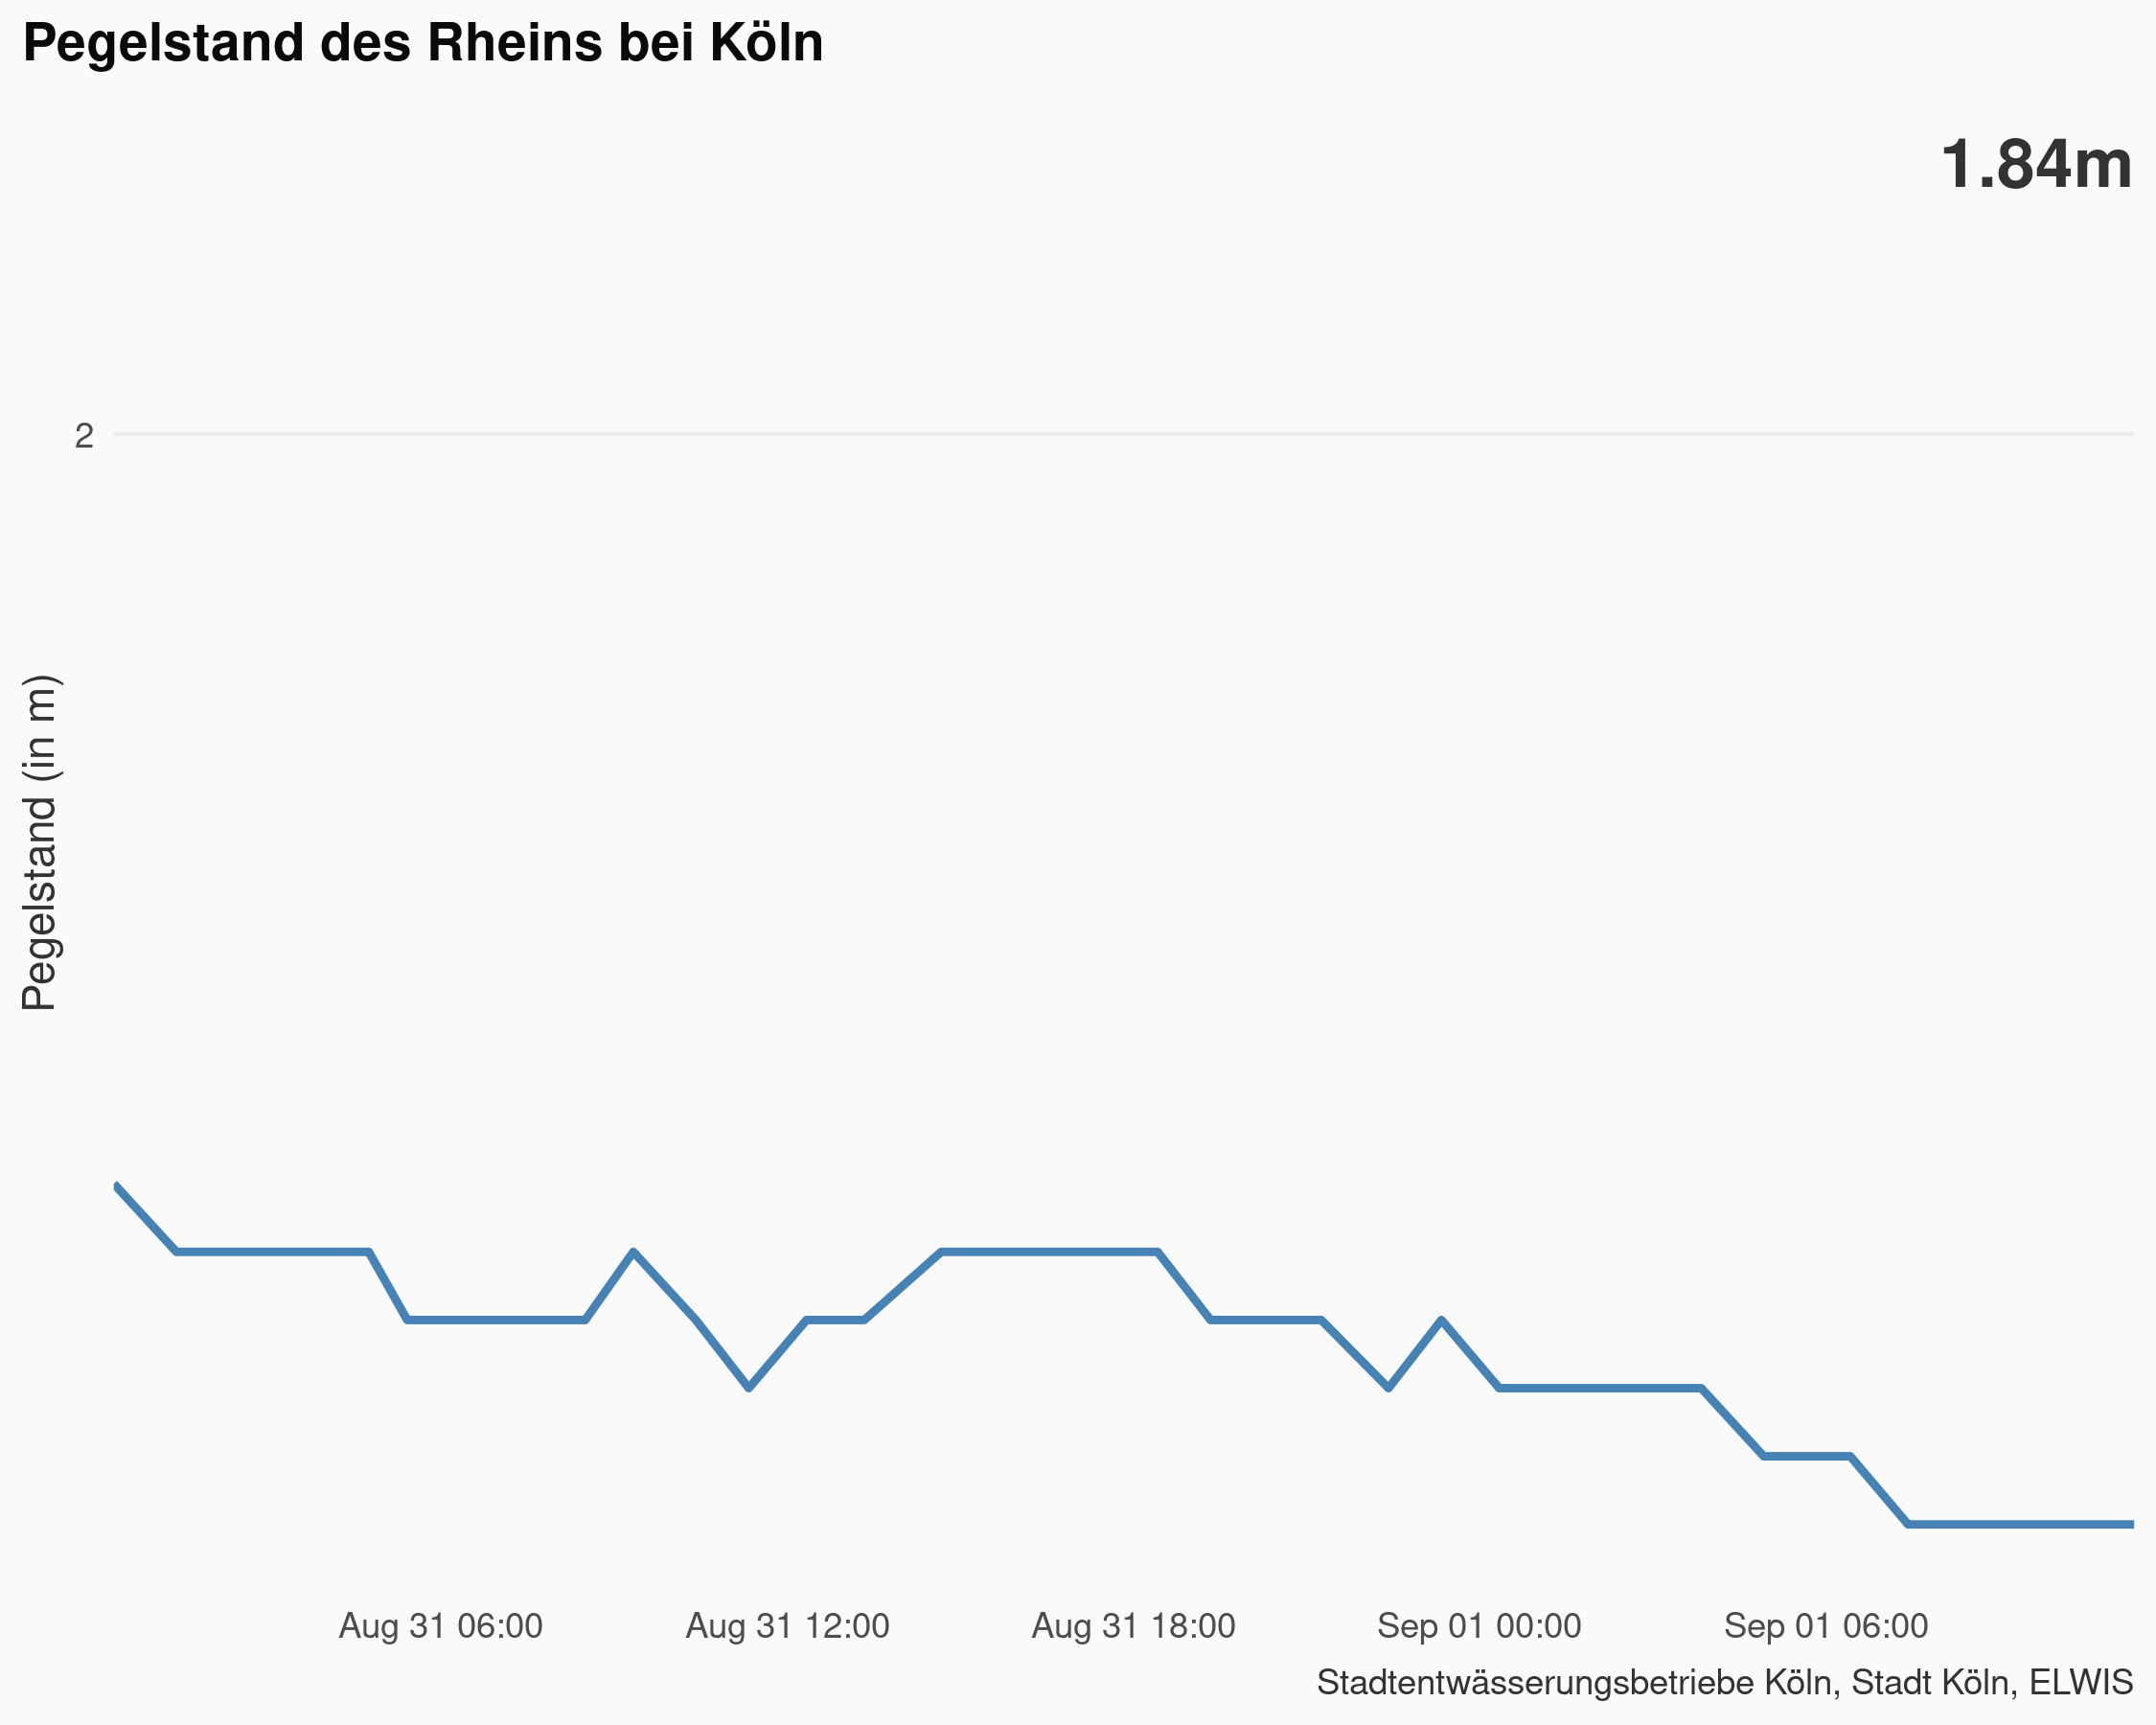 Pegelstand des Rheins bei Köln
1.84m
2
Pegelstand (in m)
Aug 31 06:00
Aug 31 12:00
Aug 31 18:00
Sep 01 00:00
Sep 01 06:00
Stadtentwässerungsbetriebe Köln, Stadt Köln, ELWIS